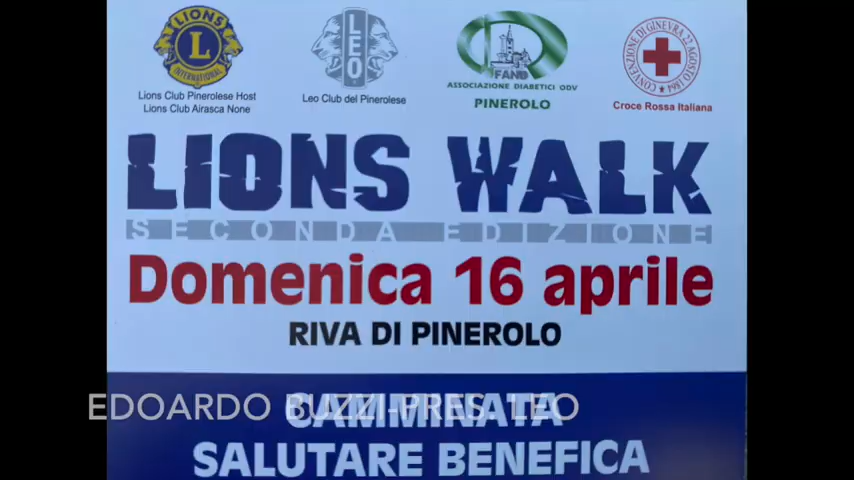 LIONS
L
INTERNATIONAL
Lions Club Pinerolese Host
Lions Club Airasca None
LEO
Leo Club del Pinerolese
FAND
ASSOCIAZIONE DIABETICI ODV
PINEROLO
CONVENZIONE DI GINEVRA 22 AGOSTO 1864
Croce Rossa Italiana
LIONS WALK
SECONDA EDIZIONE
Domenica 16 aprile
RIVA DI PINEROLO
EDOARDO BUZZI-PRES. LEO
CAMMINATA
SALUTARE BENEFICA